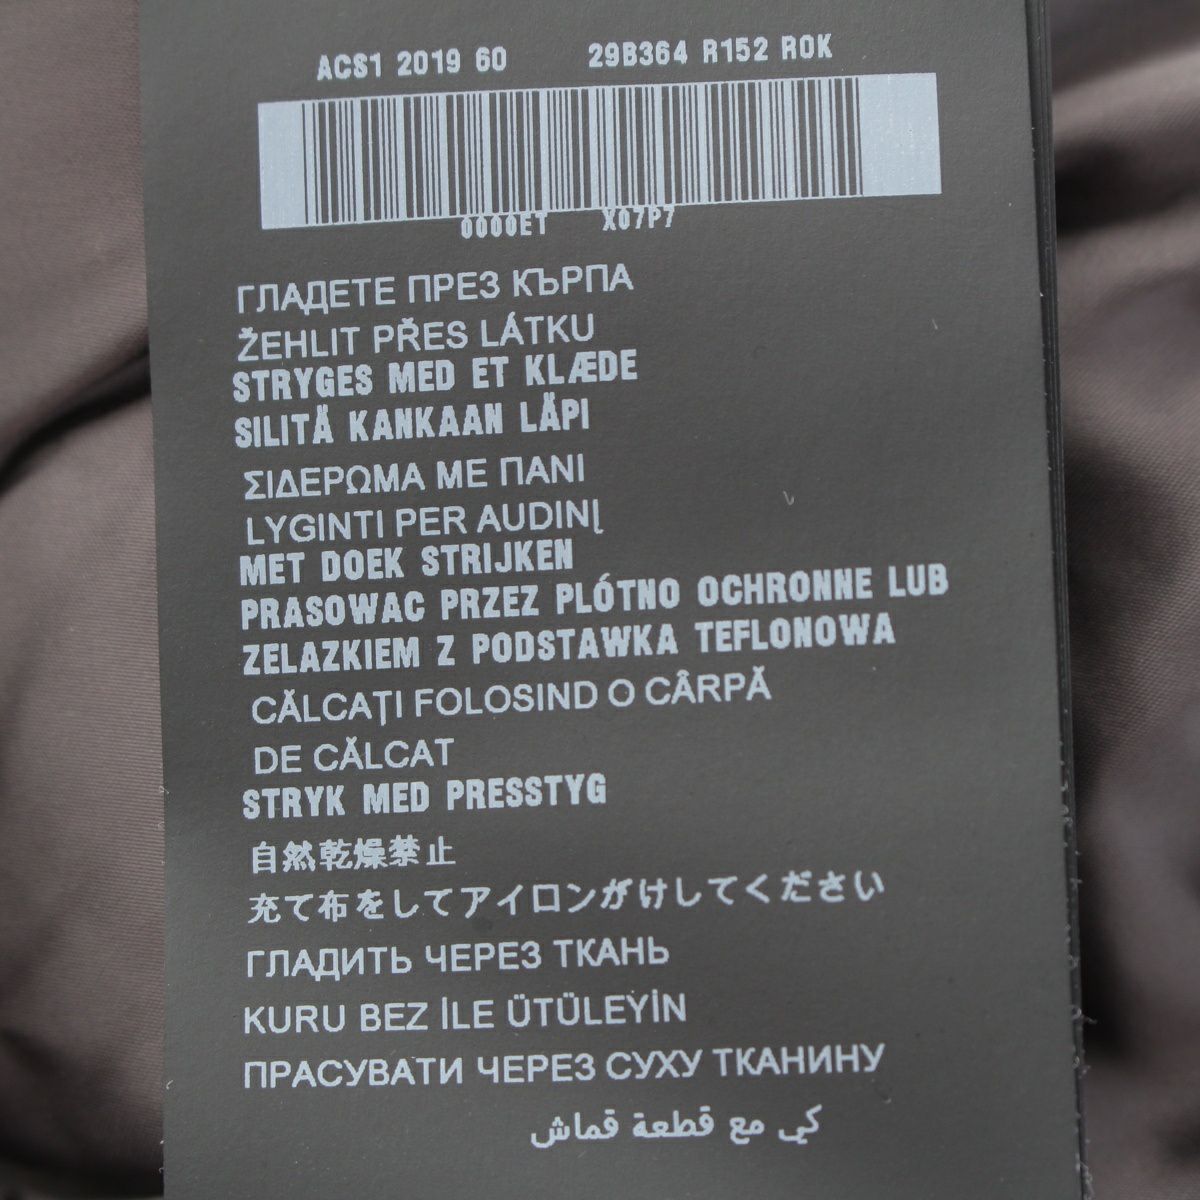 ACS1 2019 60 29B364 R152 ROK
0000ET X07P7
ГЛАДЕТЕ ПРЕЗ КЪРПА
ŽEHLIT PŘES LÁTKU
STRYGES MED ET KLÆDE
SILITÄ KANKAAN LÄPI
ΣΙΔΕΡΩΜΑ ΜΕ ΠΑΝΙ
LYGINTI PER AUDINĮ
MET DOEK STRIJKEN
PRASOWAC PRZEZ PLÓTNO OCHRONNE LUB
ZELAZKIEM Z PODSTAWKA TEFLONOWA
CĂLCAȚI FOLOSIND O CÂRPĂ
DE CĂLCAT
STRYK MED PRESSTYG
自然乾燥禁止
充て布をしてアイロンがけしてください
ГЛАДИТЬ ЧЕРЕЗ ТКАНЬ
KURU BEZ İLE ÜTÜLEYİN
ПРАСУВАТИ ЧЕРЕЗ СУХУ ТКАНИНУ
كي مع قطعة قماش